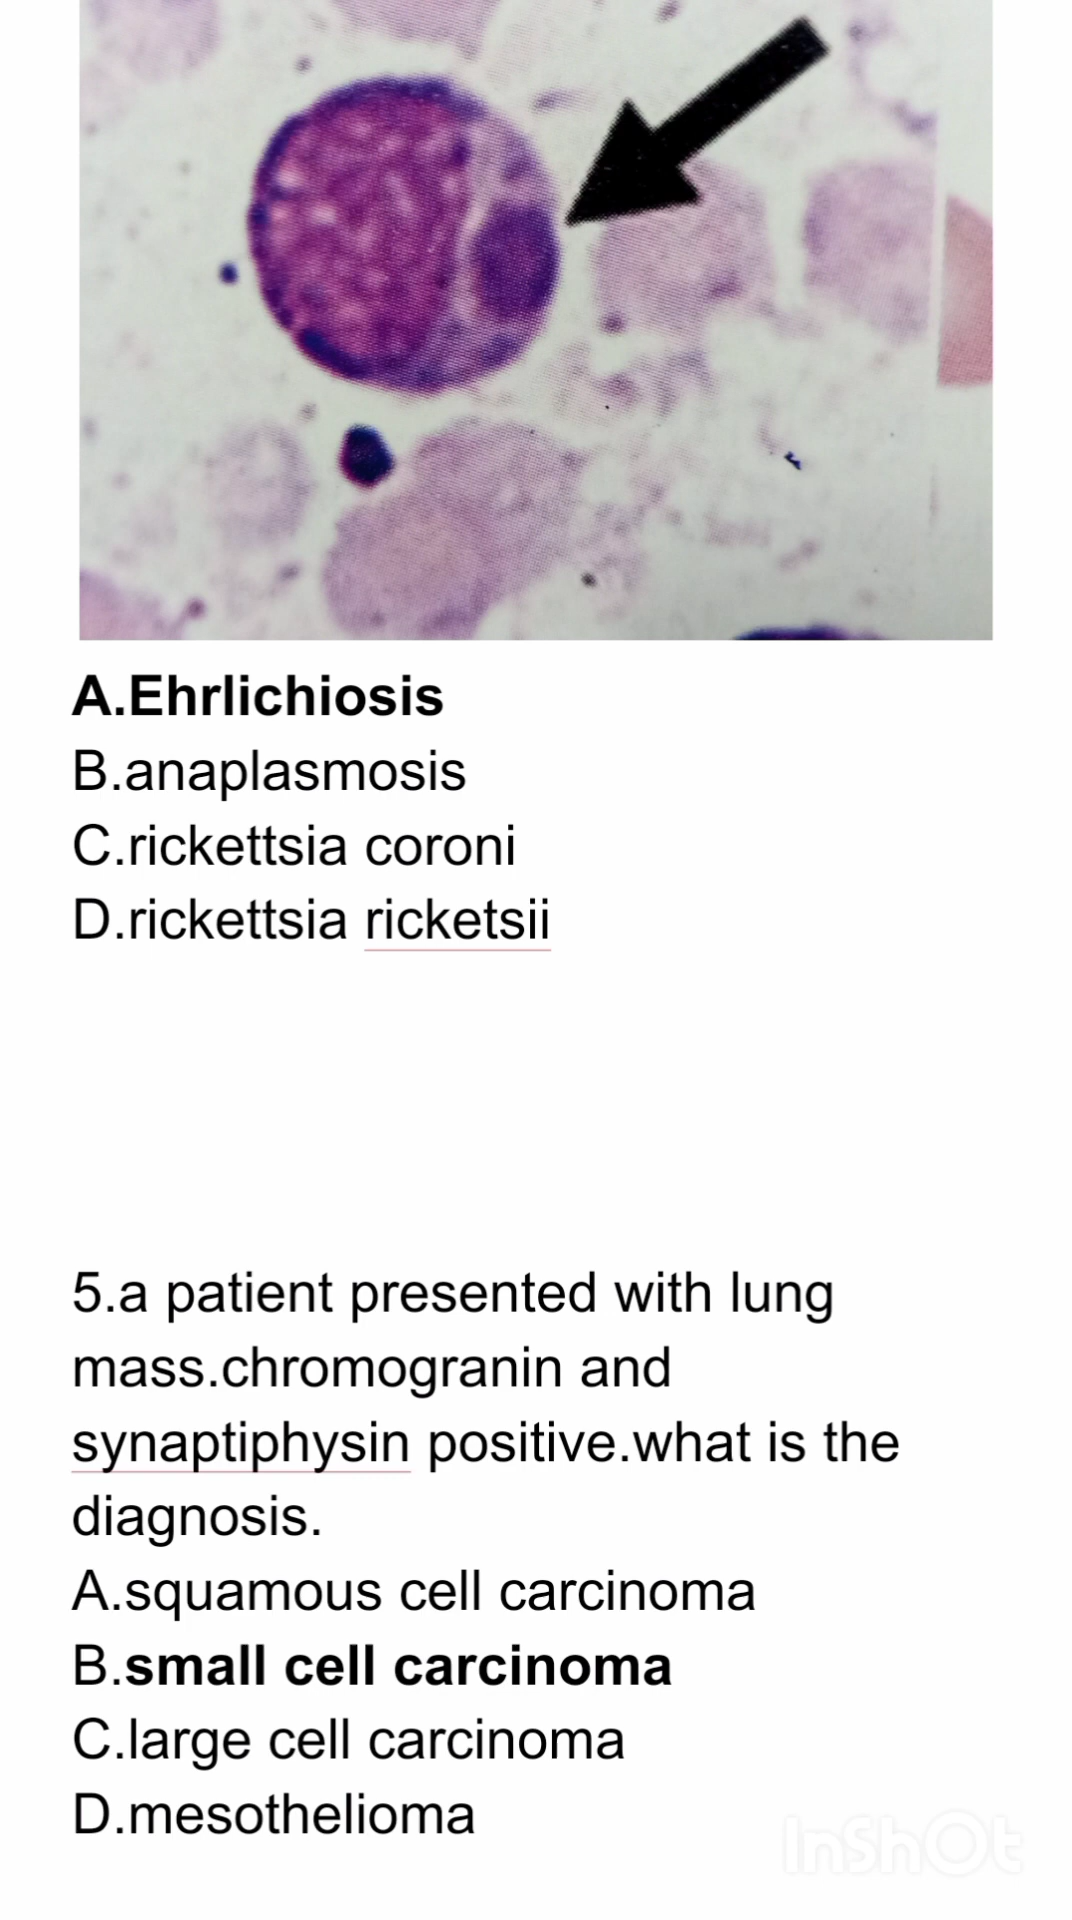 A.Ehrlichiosis
B.anaplasmosis
C.rickettsia coroni
D.rickettsia ricketsii
5.a patient presented with lung
mass.chromogranin and
synaptiphysin positive.what is the
diagnosis.
A.squamous cell carcinoma
B.small cell carcinoma
C.large cell carcinoma
D.mesothelioma
InShOt